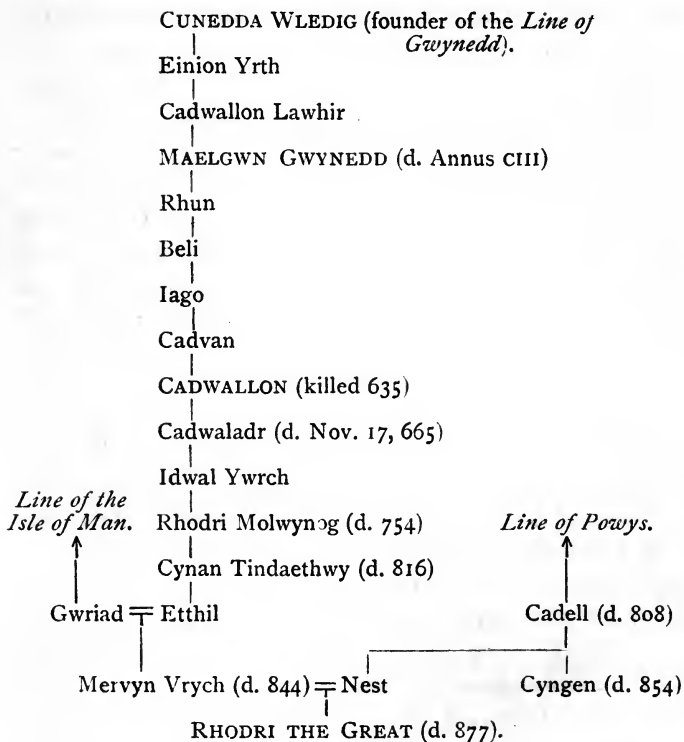 CUNEDDA WLEDIG (founder of the Line of
Gwynedd).
Einion Yrth
Cadwallon Lawhir
MAELGWN GWYNEDD (d. Annus CIII)
Rhun
Beli
Iago
Cadvan
CADWALLON (killed 635)
Cadwaladr (d. Nov. 17, 665)
Idwal Ywrch
Line of the
Isle of Man.
Rhodri Molwynog (d. 754)
Line of Powys.
Cynan Tindaethwy (d. 816)
Gwriad Etthil
Cadell (d. 808)
Mervyn Vrych (d. 844) Nest
Cyngen (d. 854)
RHODRI THE GREAT (d. 877).